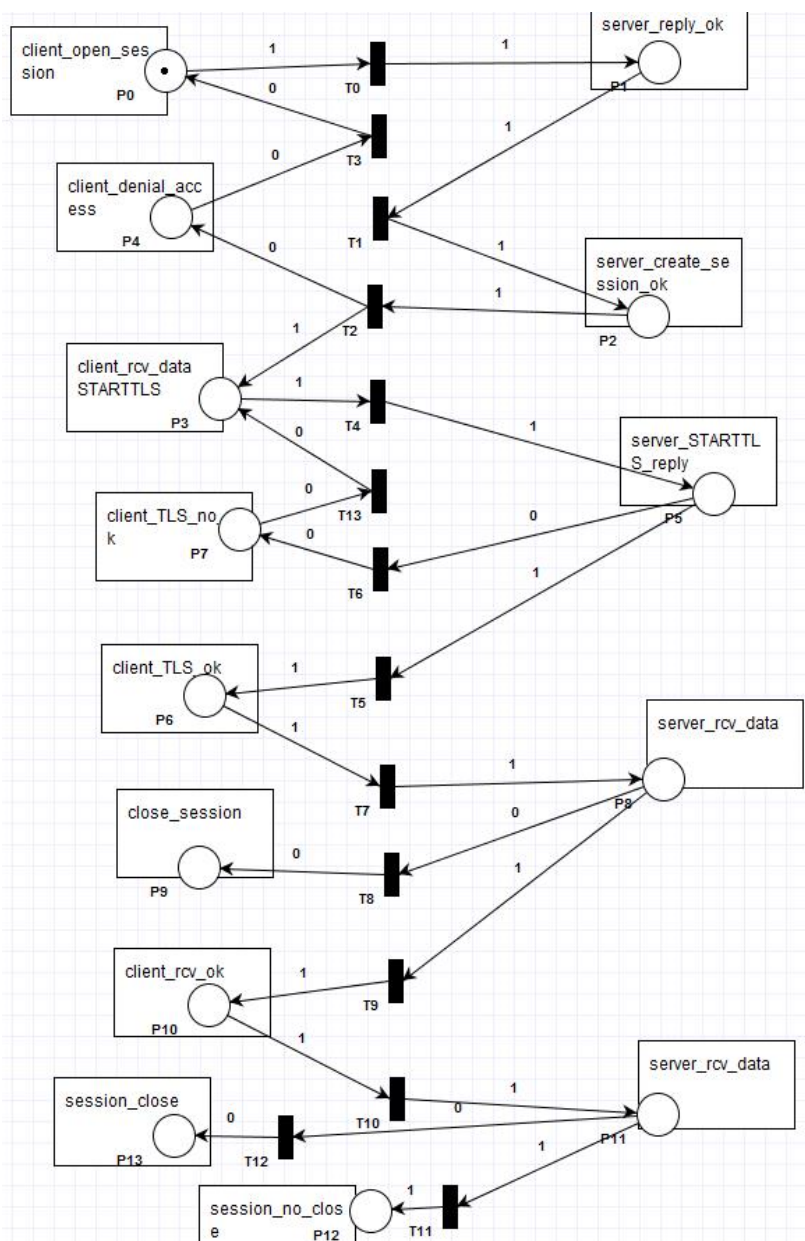 server_reply_ok
client_open_ses
sion
1
1
P0
T0
P1
0
T3
0
1
client_denial_acc
ess
P4
T1
0
1
server_create_se
ssion_ok
1
T2
P2
1
client_rcv_data
STARTTLS
1
P3
T4
0
1
server_STARTTL
S_reply
client_TLS_no_
k
0
T13
P5
P7
0
0
T6
1
client_TLS_ok
1
P6
T5
1
server_rcv_data
1
T7
P8
close_session
0
0
P9
T8
1
client_rcv_ok
1
P10
T9
1
server_rcv_data
1
session_close
0
T10
0
P11
P13
T12
1
session_no_clos
e
1
P12
T11